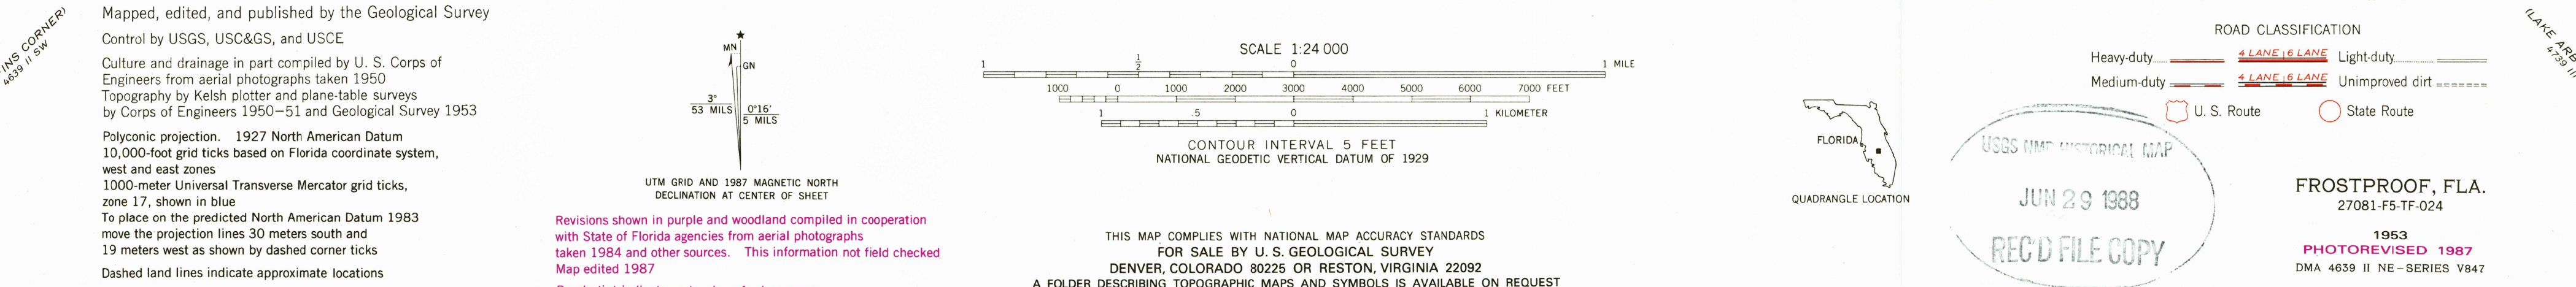 INS CORNER)
4639 II SW
Mapped, edited, and published by the Geological Survey
Control by USGS, USC&GS, and USCE
Culture and drainage in part compiled by U. S. Corps of
Engineers from aerial photographs taken 1950
Topography by Kelsh plotter and plane-table surveys
by Corps of Engineers 1950–51 and Geological Survey 1953
Polyconic projection. 1927 North American Datum
10,000-foot grid ticks based on Florida coordinate system,
west and east zones
1000-meter Universal Transverse Mercator grid ticks,
zone 17, shown in blue
To place on the predicted North American Datum 1983
move the projection lines 30 meters south and
19 meters west as shown by dashed corner ticks
Dashed land lines indicate approximate locations
MN
GN
3°
53 MILS
0°16′
5 MILS
UTM GRID AND 1987 MAGNETIC NORTH
DECLINATION AT CENTER OF SHEET
Revisions shown in purple and woodland compiled in cooperation
with State of Florida agencies from aerial photographs
taken 1984 and other sources. This information not field checked
Map edited 1987
SCALE 1:24 000
1 ½ 0 1 MILE
1000 0 1000 2000 3000 4000 5000 6000 7000 FEET
1 .5 0 1 KILOMETER
CONTOUR INTERVAL 5 FEET
NATIONAL GEODETIC VERTICAL DATUM OF 1929
THIS MAP COMPLIES WITH NATIONAL MAP ACCURACY STANDARDS
FOR SALE BY U. S. GEOLOGICAL SURVEY
DENVER, COLORADO 80225 OR RESTON, VIRGINIA 22092
A FOLDER DESCRIBING TOPOGRAPHIC MAPS AND SYMBOLS IS AVAILABLE ON REQUEST
FLORIDA
QUADRANGLE LOCATION
ROAD CLASSIFICATION
Heavy-duty 4 LANE 6 LANE Light-duty
Medium-duty 4 LANE 6 LANE Unimproved dirt
U. S. Route State Route
USGS NMD HISTORICAL MAP
JUN 29 1988
REC'D FILE COPY
FROSTPROOF, FLA.
27081-F5-TF-024
1953
PHOTOREVISED 1987
DMA 4639 II NE–SERIES V847
(LAKE ARB
4739 III